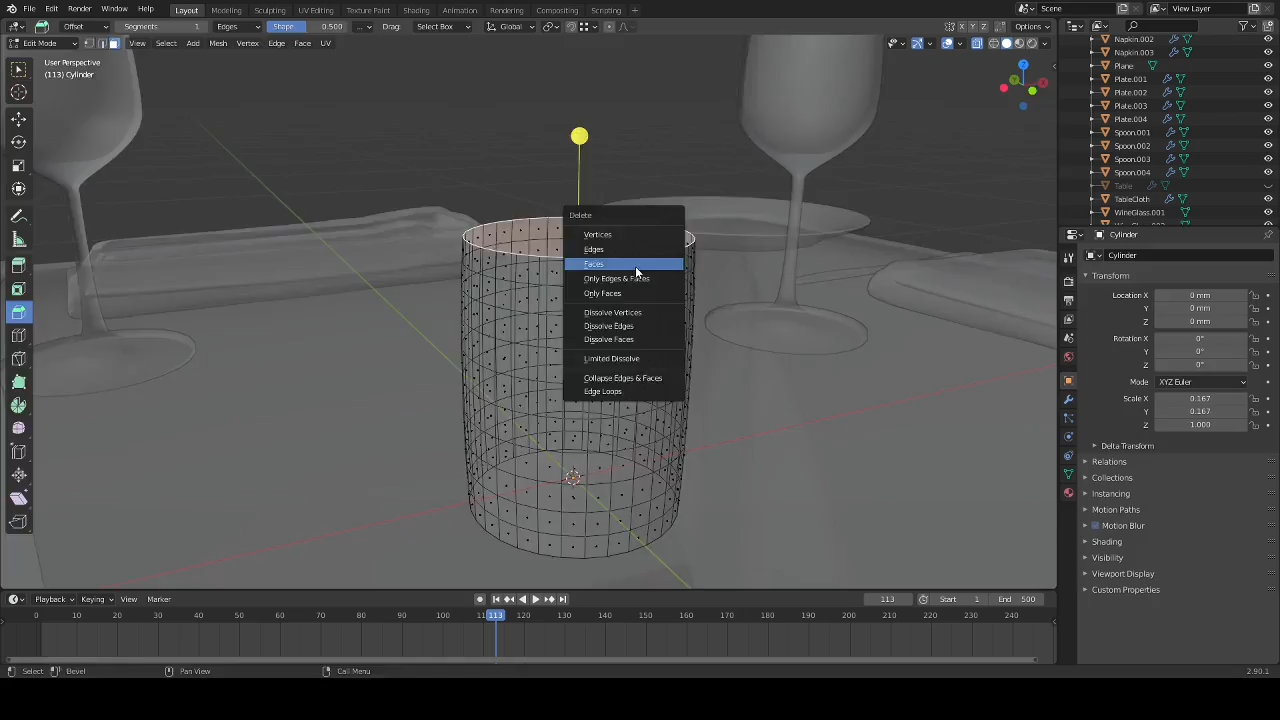 File Edit Render Window Help Layout Modeling Sculpting UV Editing Texture Paint Shading Animation Rendering Compositing Scripting + Scene View Layer
Offset Segments 1 Edges Shape 0.500 ... Drag: Select Box Global Options
Edit Mode View Select Add Mesh Vertex Edge Face UV
User Perspective
(113) Cylinder
Z
X
Y
Napkin.002
Napkin.003
Plane
Plate.001
Plate.002
Plate.003
Plate.004
Spoon.001
Spoon.002
Spoon.003
Spoon.004
Table
TableCloth
WineGlass.001
Delete
Vertices
Edges
Faces
Only Edges & Faces
Only Faces
Dissolve Vertices
Dissolve Edges
Dissolve Faces
Limited Dissolve
Collapse Edges & Faces
Edge Loops
Cylinder
Cylinder
Transform
Location X 0 mm
Y 0 mm
Z 0 mm
Rotation X 0°
Y 0°
Z 0°
Mode XYZ Euler
Scale X 0.167
Y 0.167
Z 1.000
Delta Transform
Relations
Collections
Instancing
Motion Paths
Motion Blur
Shading
Visibility
Viewport Display
Custom Properties
Playback Keying View Marker 113 Start 1 End 500
0 10 20 30 40 50 60 70 80 90 100 11 113 120 130 140 150 160 170 180 190 200 210 220 230 240
Select Bevel Pan View Call Menu 2.90.1